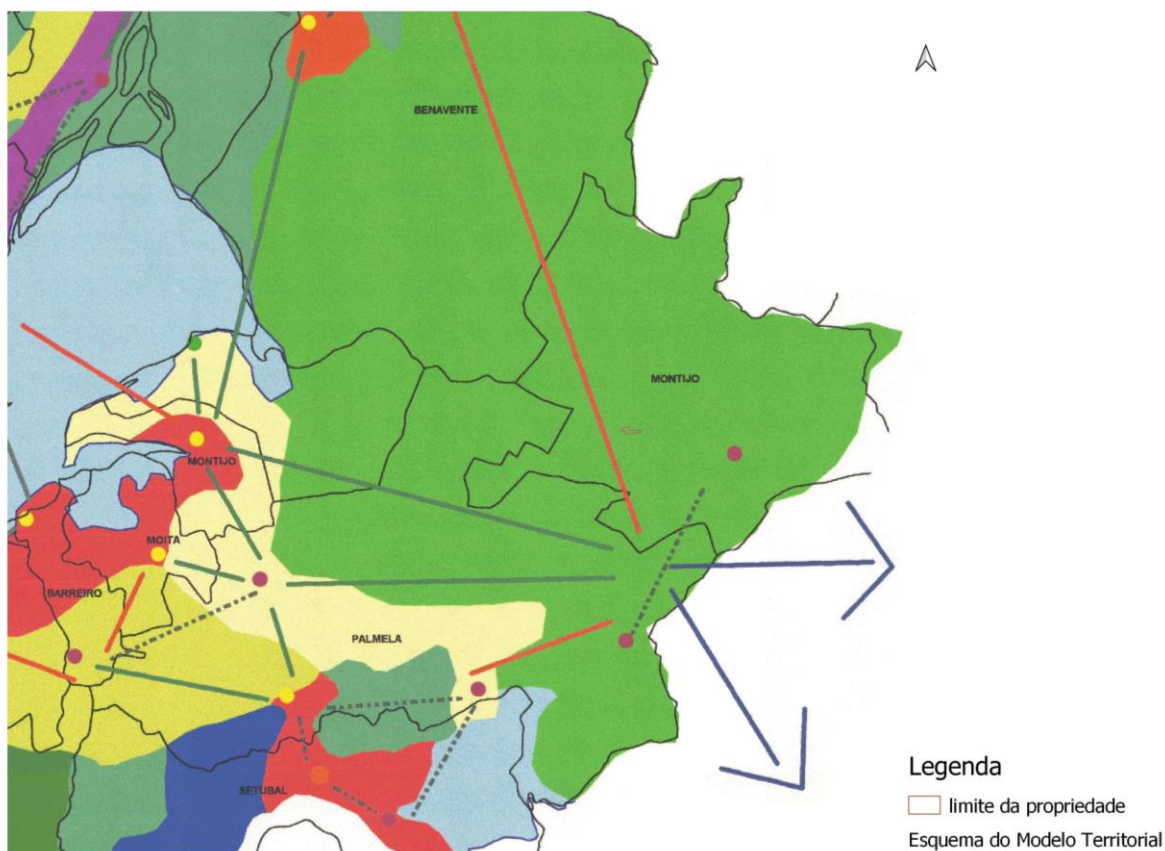 BENAVENTE
MONTIJO
MONTIJO
MOITA
BARREIRO
PALMELA
SETUBAL
Legenda
limite da propriedade
Esquema do Modelo Territorial